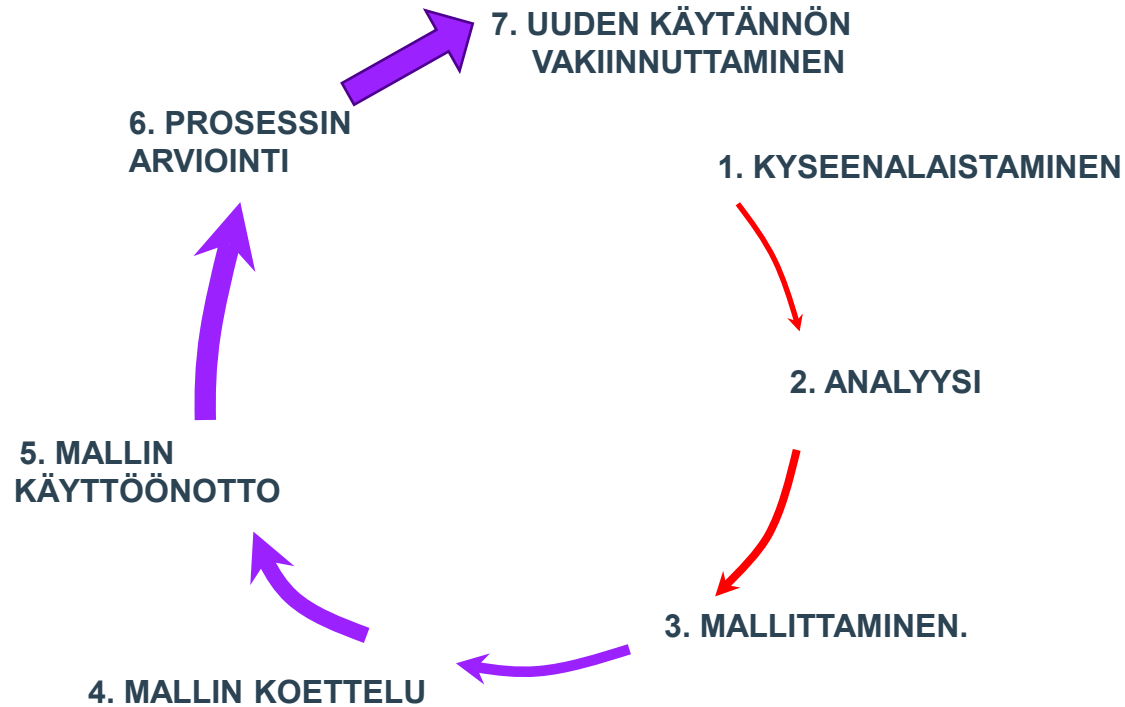 7. UUDEN KÄYTÄNNÖN
VAKIINNUTTAMINEN
6. PROSESSIN
ARVIOINTI
1. KYSEENALAISTAMINEN
2. ANALYYSI
5. MALLIN
KÄYTTÖÖNOTTO
3. MALLITTAMINEN.
4. MALLIN KOETTELU